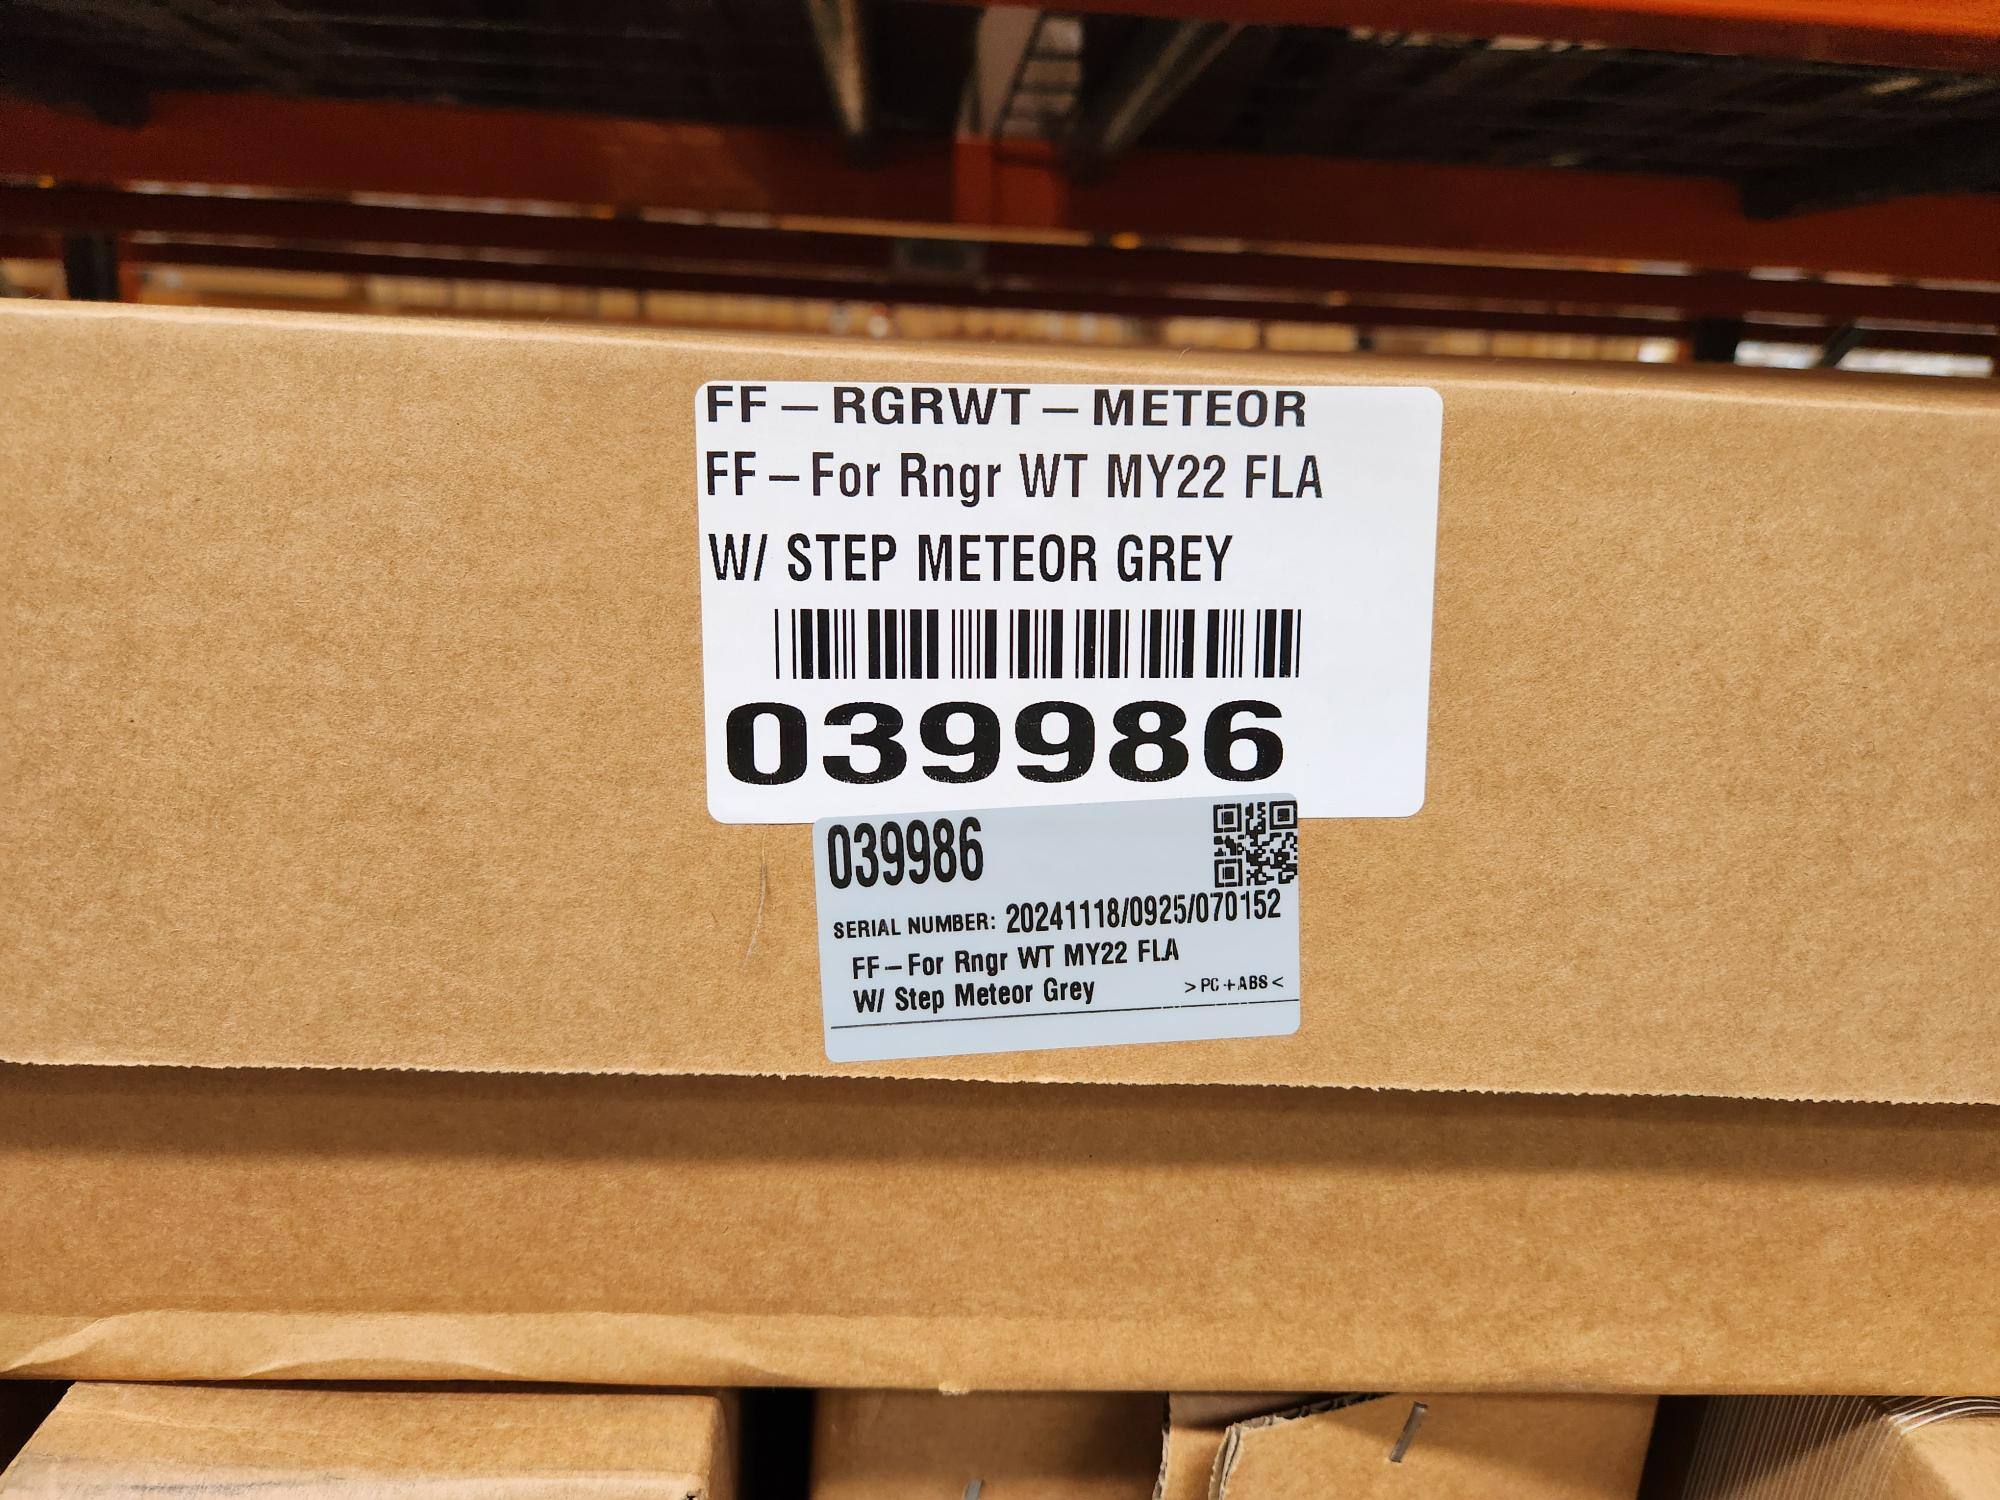 FF-RGRWT-METEOR
FF-For Rngr WT MY22 FLA
W/ STEP METEOR GREY
039986
039986
SERIAL NUMBER: 20241118/0925/070152
FF-For Rngr WT MY22 FLA
W/ Step Meteor Grey
>PC+ABS<